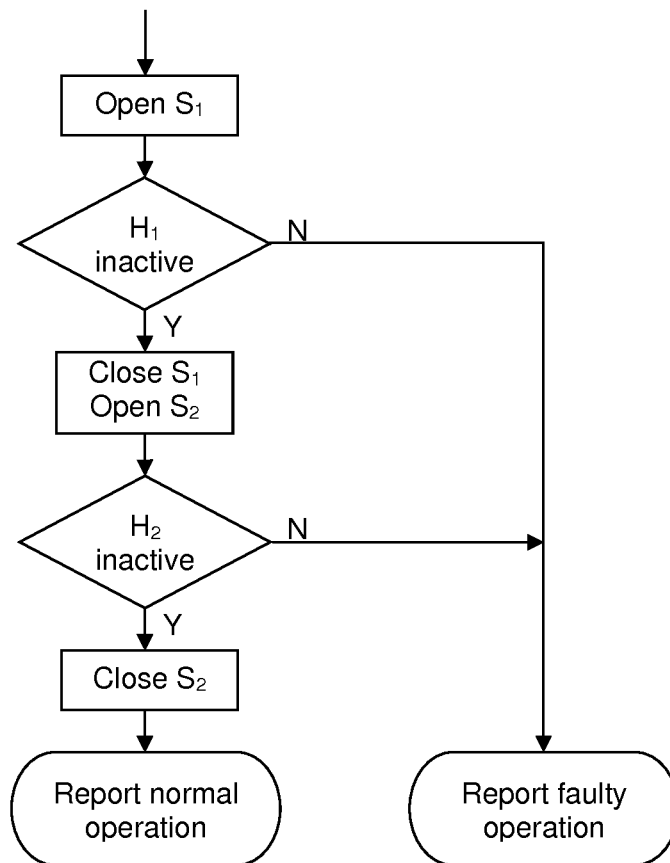 Open S₁
H₁
inactive
N
Y
Close S₁
Open S₂
H₂
inactive
N
Y
Close S₂
Report normal
operation
Report faulty
operation